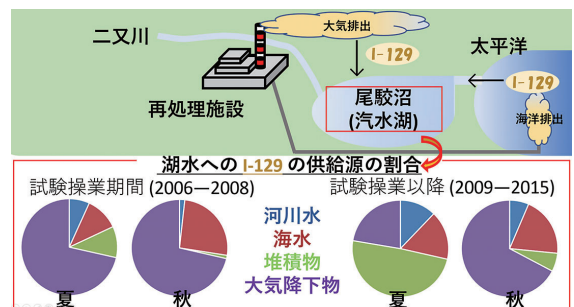 大気排出
二又川
I-129
太平洋
I-129
再処理施設
尾駮沼
(汽水湖)
海洋排出
湖水への I-129 の供給源の割合
試験操業期間 (2006—2008)
試験操業以降 (2009—2015)
河川水
海水
堆積物
大気降下物
夏
秋
夏
秋